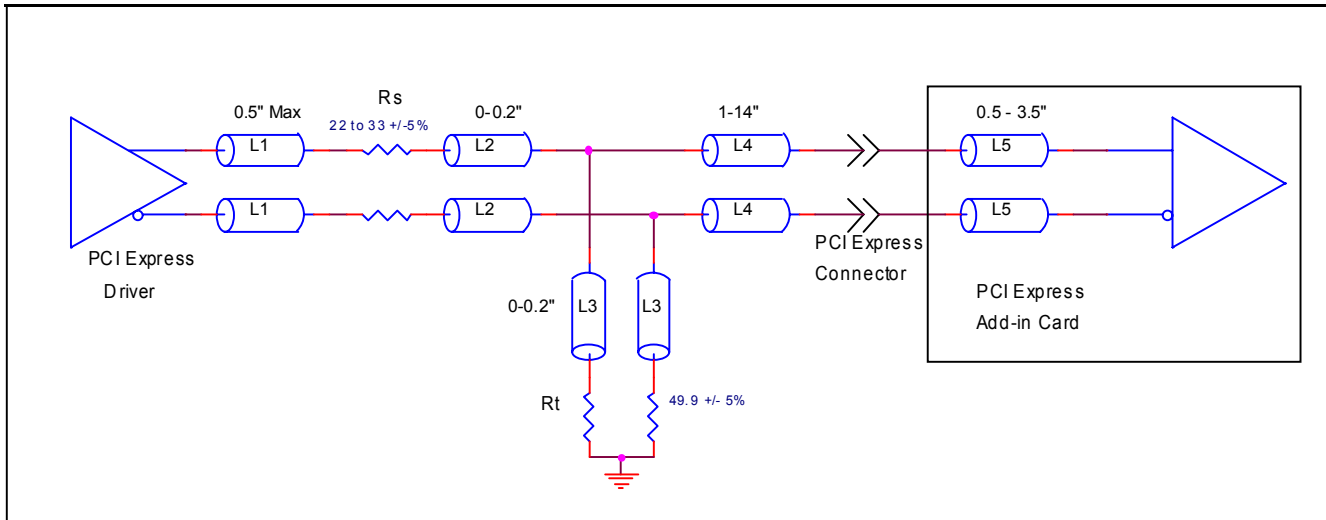 0.5" Max
Rs
22 to 33 +/-5%
0-0.2"
1-14"
0.5 - 3.5"
L1
L2
L4
L5
L1
L2
L4
L5
PCI Express
Driver
PCI Express
Connector
0-0.2"
L3
L3
PCI Express
Add-in Card
Rt
49.9 +/- 5%